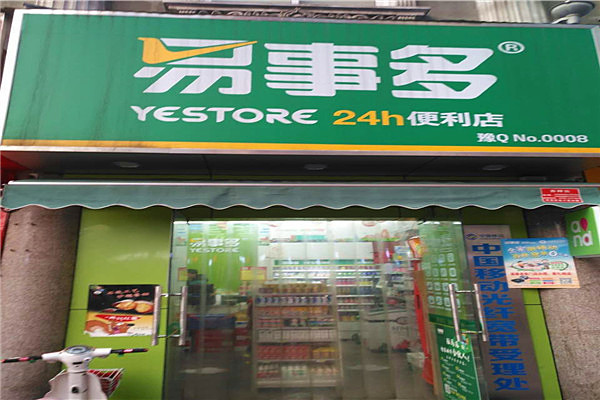 易事多®
YESTORE 24h便利店
豫Q No.0008
易事多
YESTORE
中国移动光纤宽带受理处